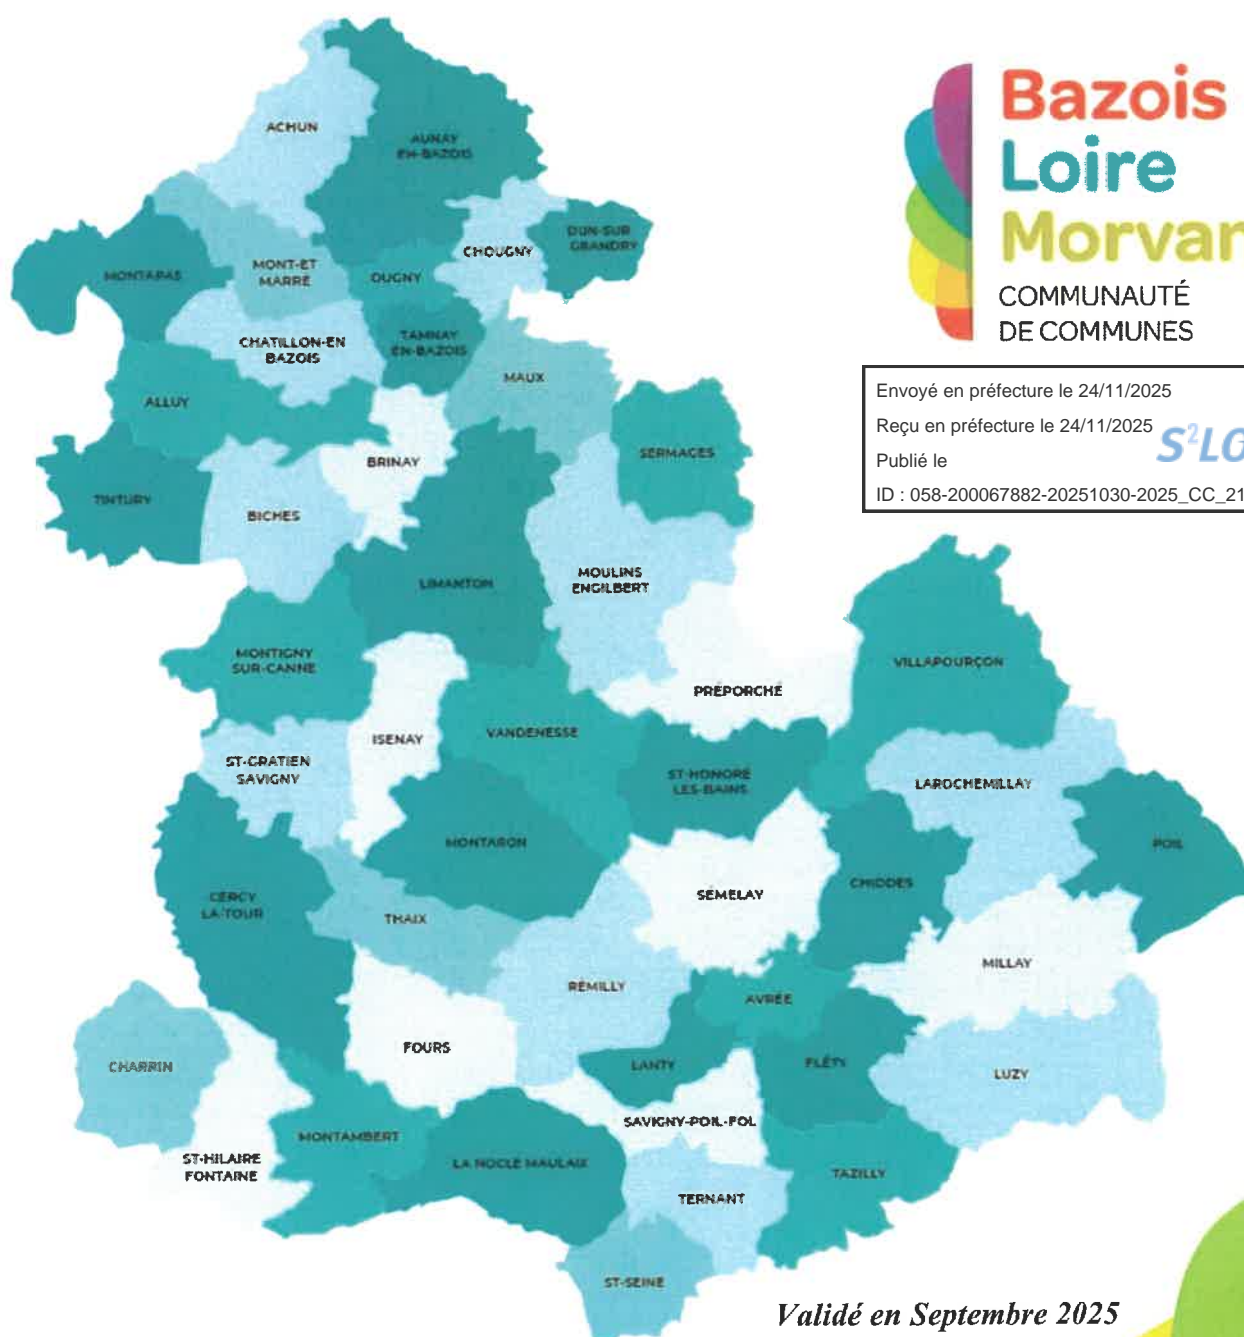 Bazois
Loire
Morvan
COMMUNAUTÉ
DE COMMUNES
Envoyé en préfecture le 24/11/2025
Reçu en préfecture le 24/11/2025
Publié le
ID : 058-200067882-20251030-2025_CC_21
S²LO
ACHUN
AUNAY
EN-BAZOIS
CHOUGNY
DUN-SUR
GRANDRY
MONTAPAS
MONT-ET
MARRÉ
OUGNY
CHATILLON-EN
BAZOIS
TAMNAY
EN-BAZOIS
MAUX
ALLUY
BRINAY
SERMAGES
TINTURY
BICHES
LIMANTON
MOULINS
ENGILBERT
MONTIGNY
SUR-CANNE
VILLAPOURÇON
PRÉPORCHÉ
ISENAY
VANDENESSE
ST-GRATIEN
SAVIGNY
ST-HONORÉ
LES-BAINS
LAROCHEMILLAY
MONTARON
POIL
CERCY
LA-TOUR
THAIX
SÉMELAY
CHIDDES
MILLAY
RÉMILLY
AVRÉE
FOURS
CHARRIN
LANTY
FLÉTY
LUZY
SAVIGNY-POIL-FOL
MONTAMBERT
ST-HILAIRE
FONTAINE
LA NOCLE MAULAIX
TAZILLY
TERNANT
ST-SEINE
Validé en Septembre 2025